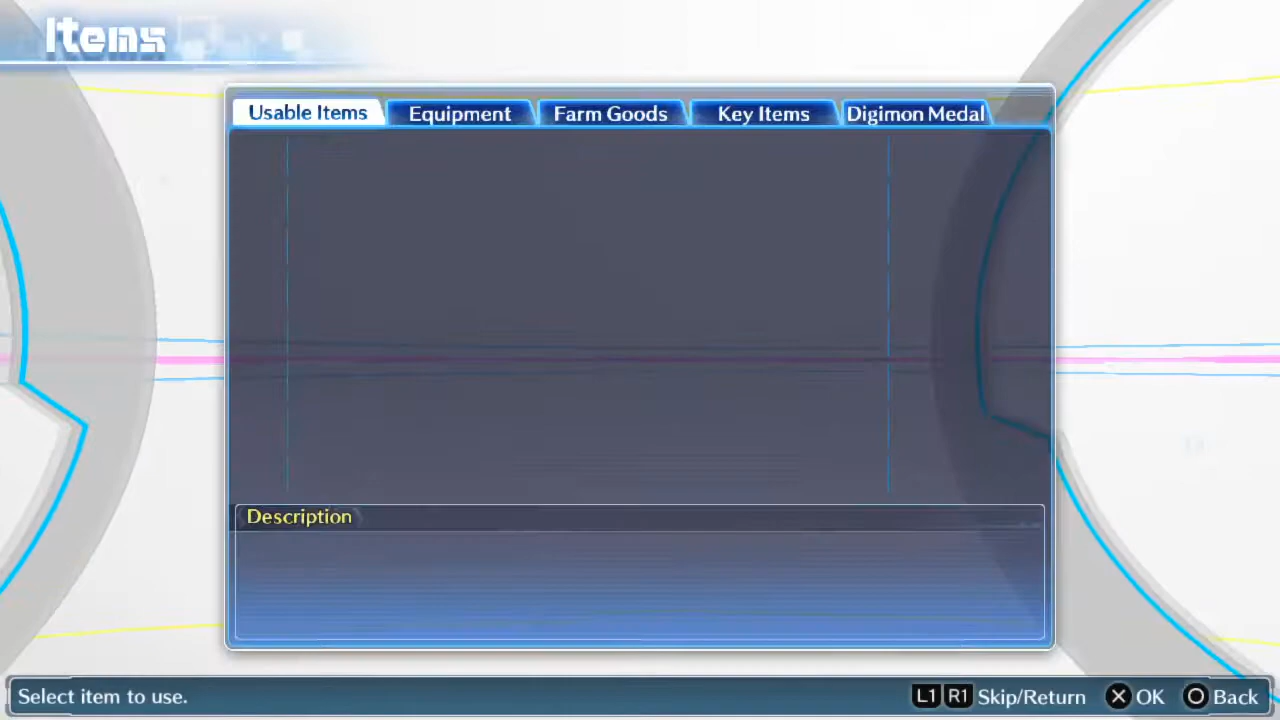 Items
Usable Items Equipment Farm Goods Key Items Digimon Medal
Description
Select item to use. L1 R1 Skip/Return OK Back